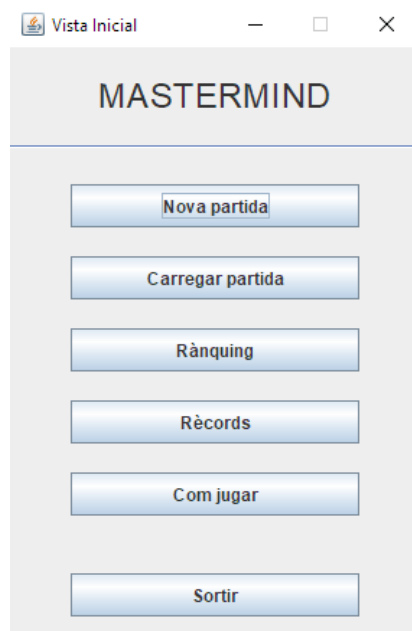 Vista Inicial
MASTERMIND
Nova partida
Carregar partida
Rànquing
Rècords
Com jugar
Sortir